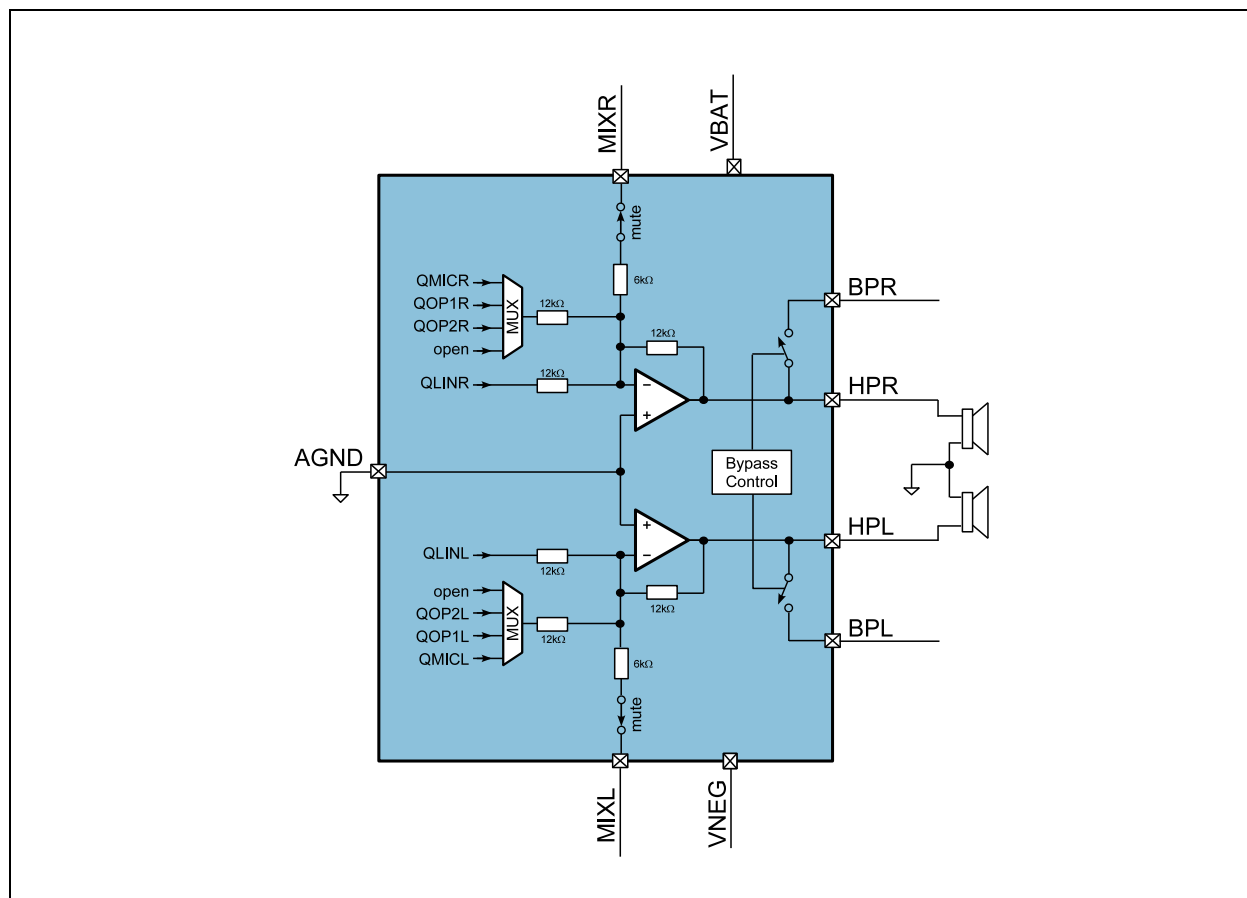 MIXR
VBAT
mute
6kΩ
QMICR
QOP1R
QOP2R
open
MUX
12kΩ
12kΩ
QLINR
12kΩ
−
+
BPR
HPR
AGND
Bypass
Control
+
−
HPL
QLINL
12kΩ
open
QOP2L
QOP1L
QMICL
MUX
12kΩ
12kΩ
BPL
6kΩ
mute
MIXL
VNEG